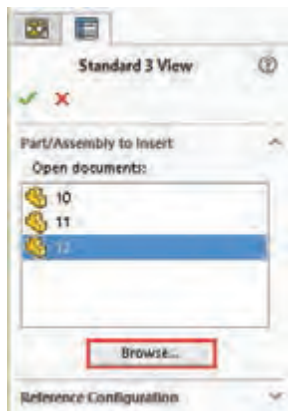 Standard 3 View
Part/Assembly to Insert
Open documents:
10
11
12
Browse...
Reference Configuration